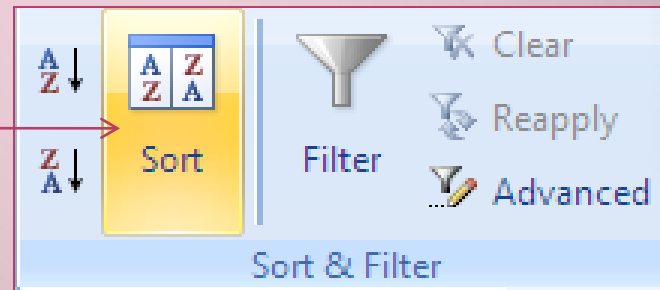 A
Z
A Z
Z A
Sort
Z
A
Filter
Clear
Reapply
Advanced
Sort & Filter